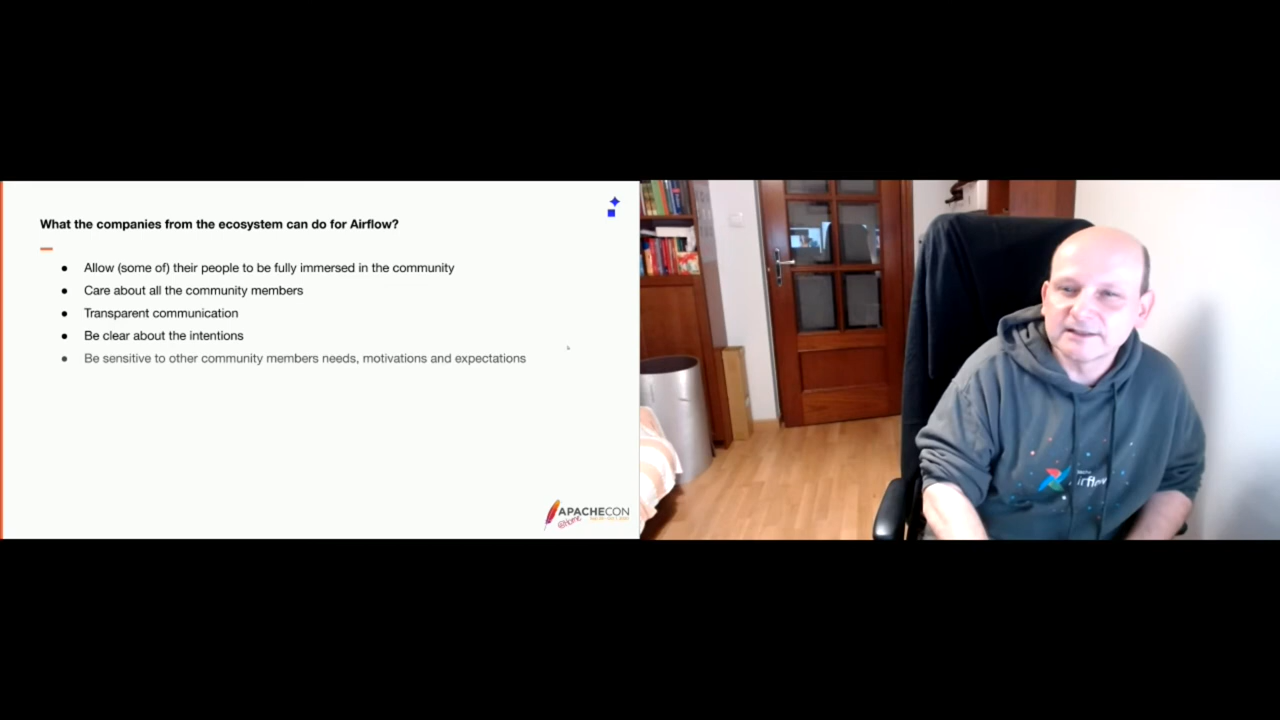 What the companies from the ecosystem can do for Airflow?
● Allow (some of) their people to be fully immersed in the community
● Care about all the community members
● Transparent communication
● Be clear about the intentions
● Be sensitive to other community members needs, motivations and expectations
APACHECON
@Home
irflow